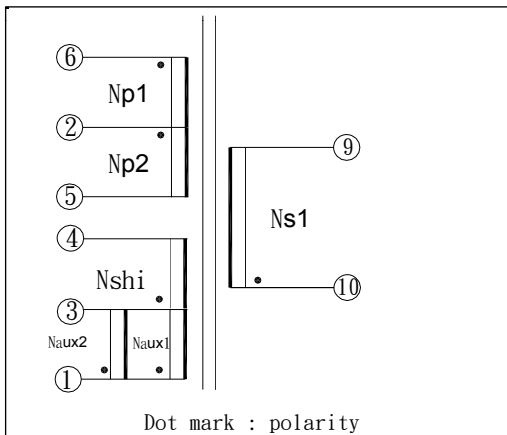 ⑥
Np1
②
Np2
⑤
④
Nshi
③
Naux2 Naux1
①
⑨
Ns1
⑩
Dot mark : polarity